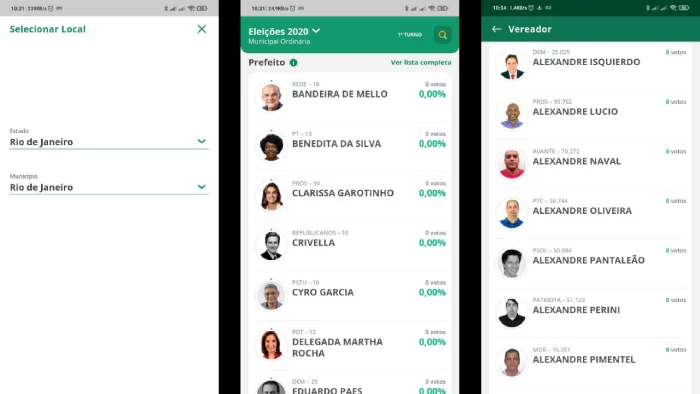 10:31 239KB/s
Selecionar Local
Estado
Rio de Janeiro
Município
Rio de Janeiro
10:31 24,9KB/s
Eleições 2020
1º TURNO
Municipal Ordinária
Prefeito
Ver lista completa
REDE – 18
0 votos
BANDEIRA DE MELLO
0,00%
PT – 13
0 votos
BENEDITA DA SILVA
0,00%
PROS – 90
0 votos
CLARISSA GAROTINHO
0,00%
REPUBLICANOS – 10
0 votos
CRIVELLA
0,00%
PSTU – 16
0 votos
CYRO GARCIA
0,00%
PDT – 12
0 votos
DELEGADA MARTHA
0,00%
ROCHA
DEM – 25
0 votos
EDUARDO PAES
0,00%
10:34 1,4KB/s
Vereador
DEM – 25.025
0 votos
ALEXANDRE ISQUIERDO
PROS – 90.762
0 votos
ALEXANDRE LUCIO
AVANTE – 70.272
0 votos
ALEXANDRE NAVAL
PTC – 36.744
0 votos
ALEXANDRE OLIVEIRA
PSOL – 50.884
0 votos
ALEXANDRE PANTALEÃO
PATRIOTA – 51.123
0 votos
ALEXANDRE PERINI
MDB – 15.251
0 votos
ALEXANDRE PIMENTEL